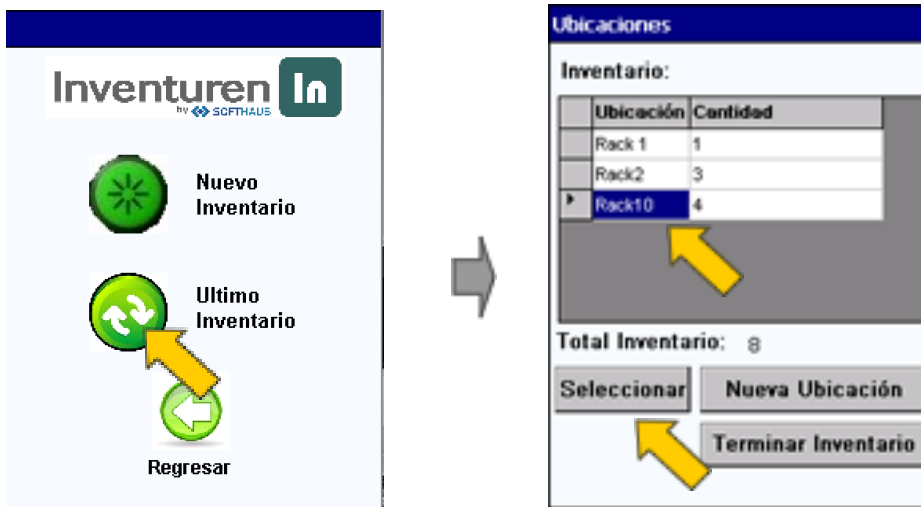 Inventuren In
by SOFTHAUS
Nuevo
Inventario
Ultimo
Inventario
Regresar
Ubicaciones
Inventario:
Ubicación Cantidad
Rack 1 1
Rack2 3
Rack10 4
Total Inventario: 8
Seleccionar Nueva Ubicación
Terminar Inventario